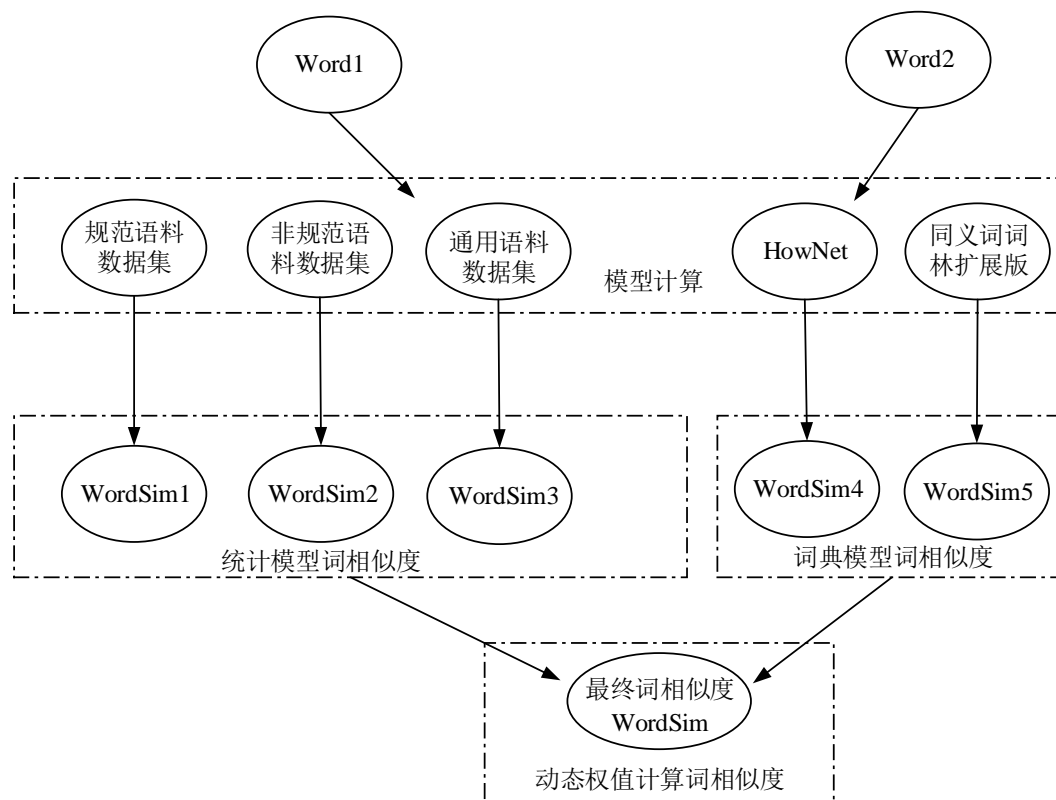 Word1
Word2
规范语料
数据集
非规范语
料数据集
通用语料
数据集
HowNet
同义词词
林扩展版
模型计算
WordSim1
WordSim2
WordSim3
WordSim4
WordSim5
统计模型词相似度
词典模型词相似度
最终词相似度
WordSim
动态权值计算词相似度